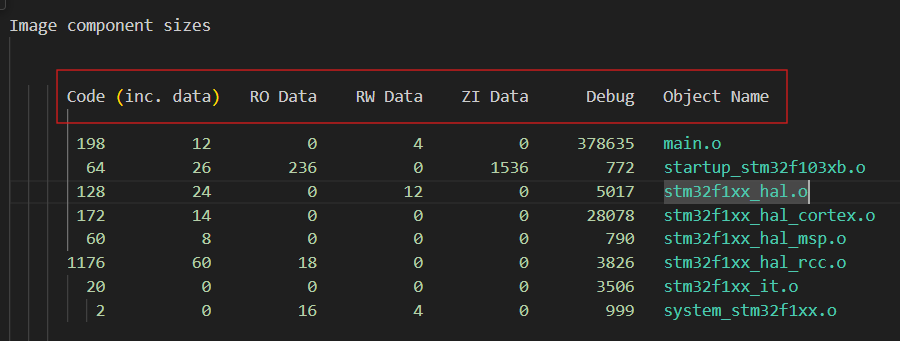 Image component sizes
Code (inc. data) RO Data RW Data ZI Data Debug Object Name
198 12 0 4 0 378635 main.o
64 26 236 0 1536 772 startup_stm32f103xb.o
128 24 0 12 0 5017 stm32f1xx_hal.o
172 14 0 0 0 28078 stm32f1xx_hal_cortex.o
60 8 0 0 0 790 stm32f1xx_hal_msp.o
1176 60 18 0 0 3826 stm32f1xx_hal_rcc.o
20 0 0 0 0 3506 stm32f1xx_it.o
2 0 16 4 0 999 system_stm32f1xx.o